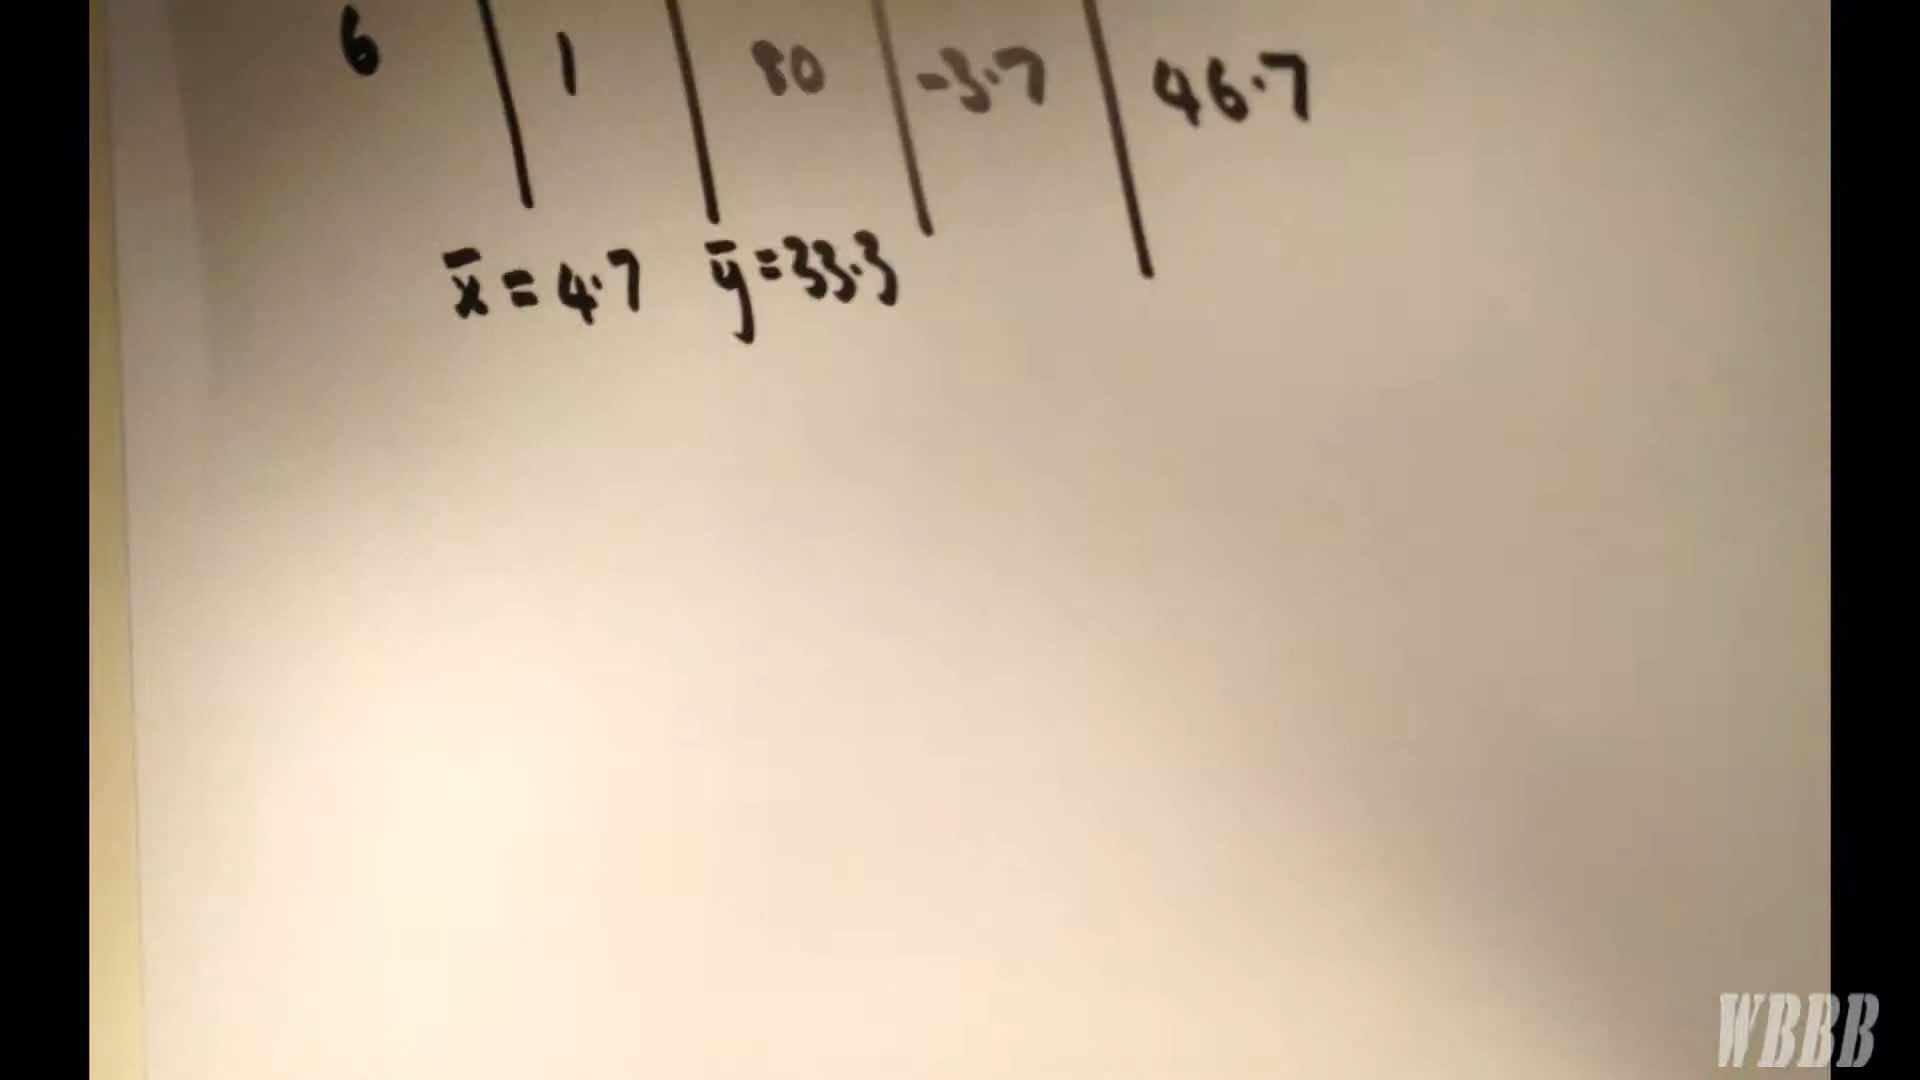 6 1 80 -3.7 46.7
x̄ = 4.7 ȳ = 33.3
WBBB